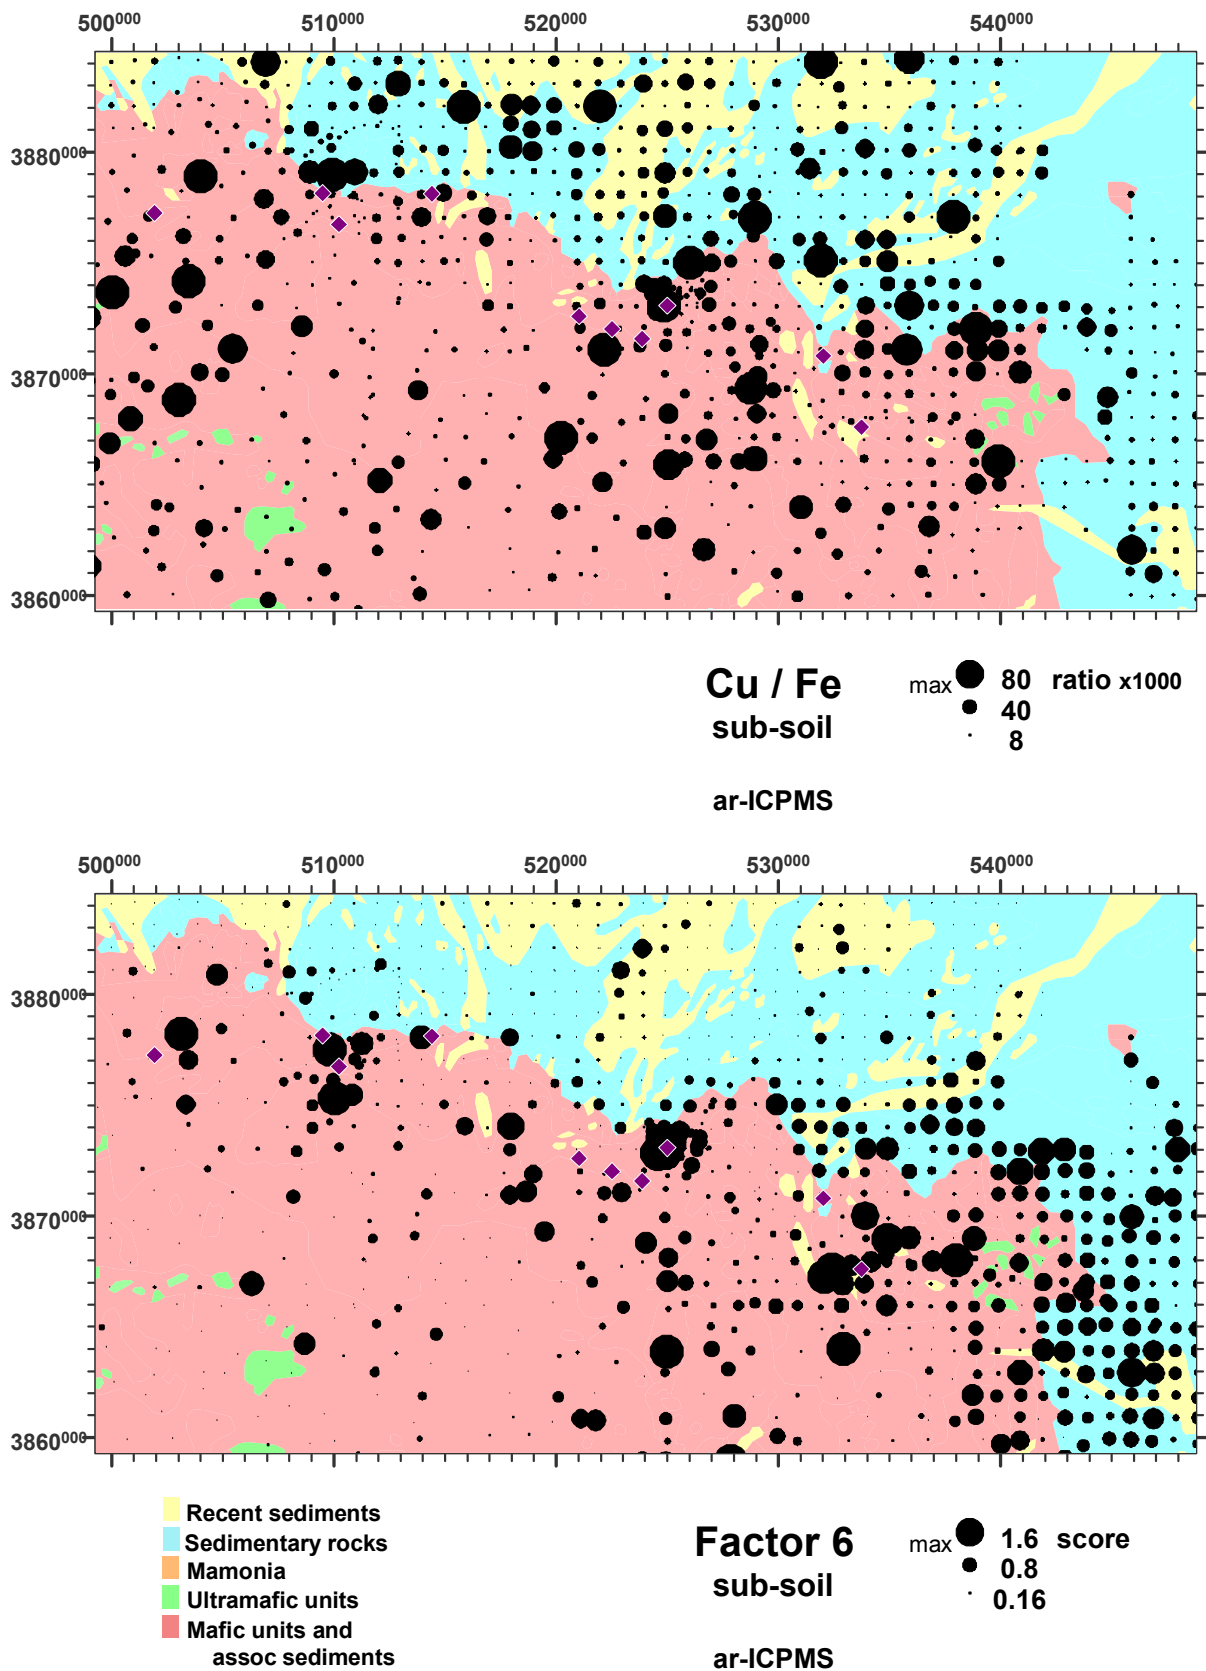 500000 510000 520000 530000 540000
3880000
3870000
3860000
Cu / Fe
sub-soil
ar-ICPMS
max 80 ratio x1000
40
8
500000 510000 520000 530000 540000
3880000
3870000
3860000
Recent sediments
Sedimentary rocks
Mamonia
Ultramafic units
Mafic units and
assoc sediments
Factor 6
sub-soil
ar-ICPMS
max 1.6 score
0.8
0.16